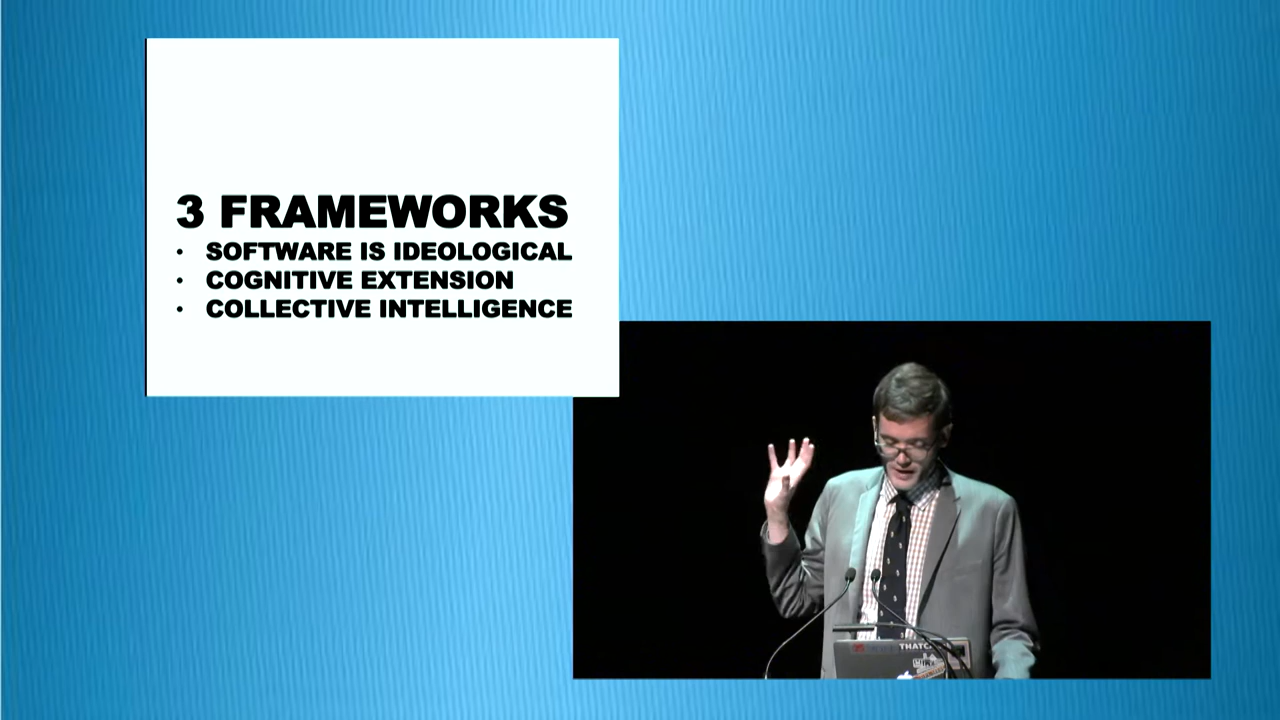 3 FRAMEWORKS
• SOFTWARE IS IDEOLOGICAL
• COGNITIVE EXTENSION
• COLLECTIVE INTELLIGENCE